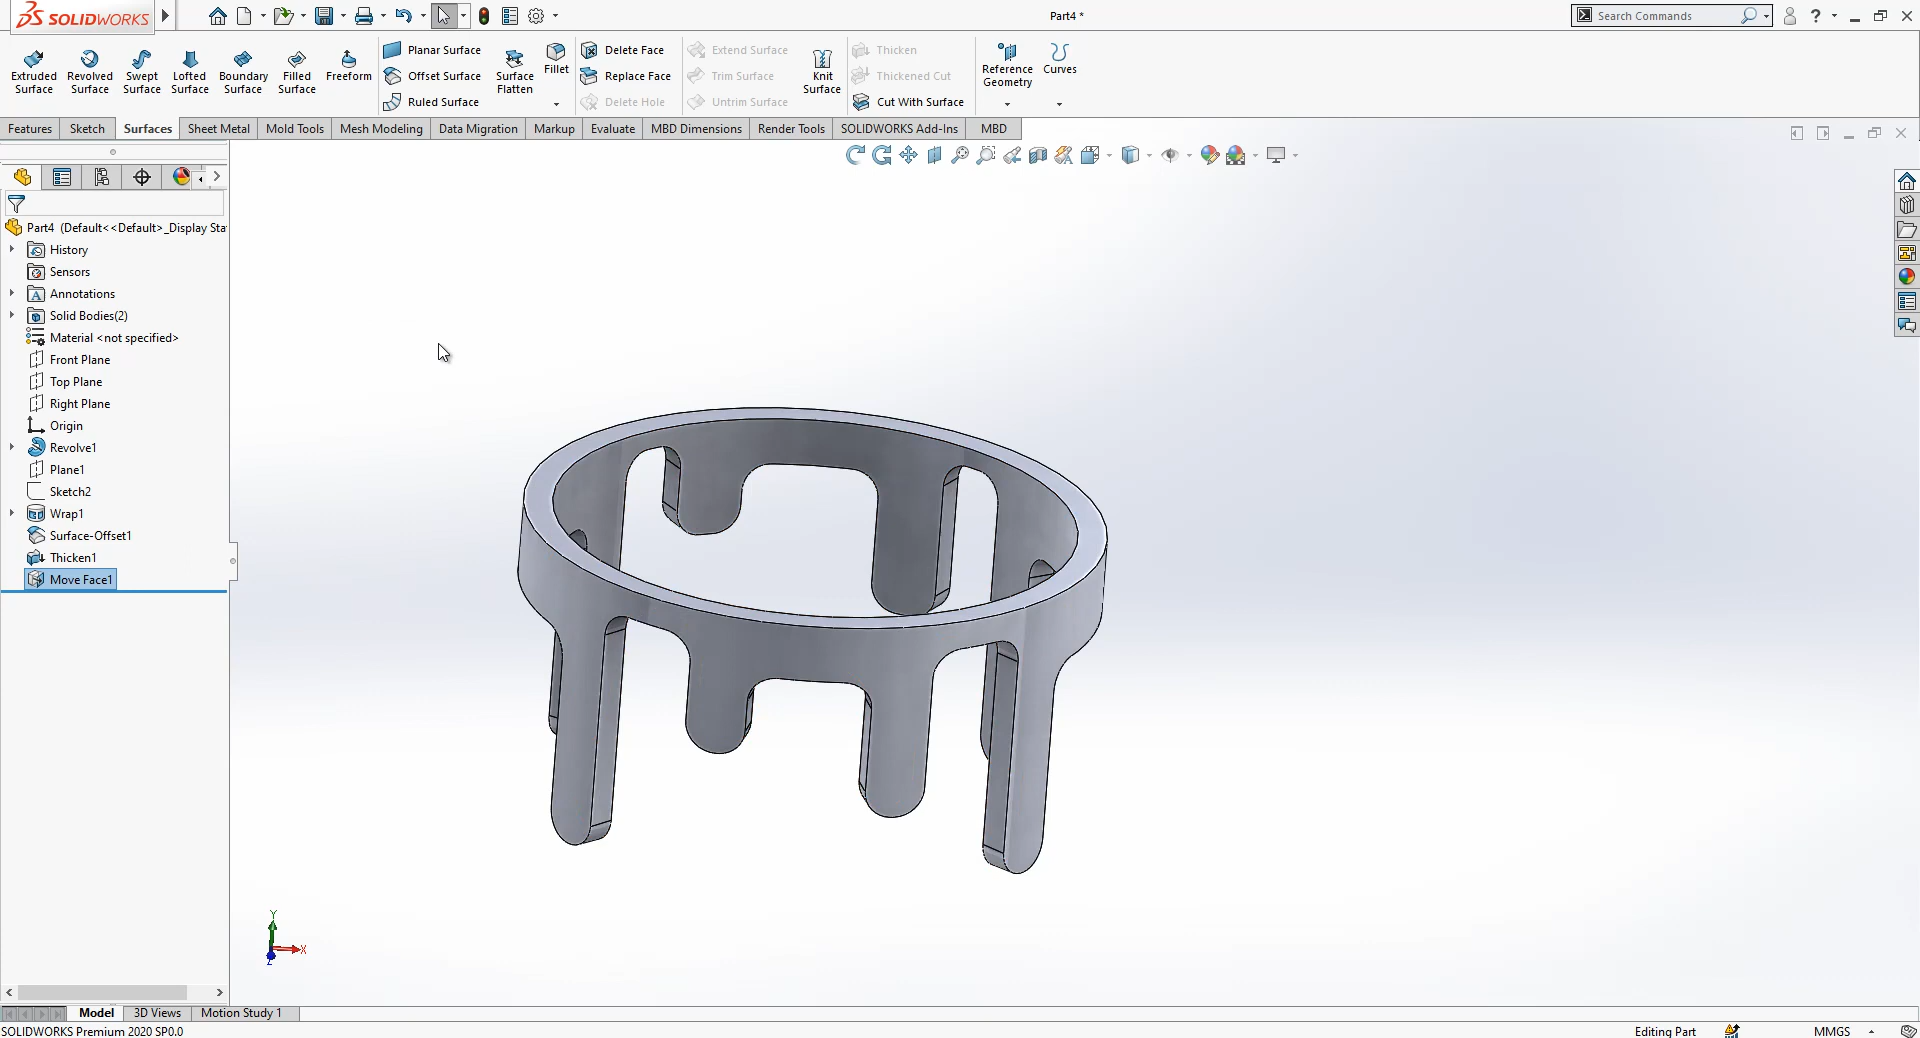 SOLIDWORKS
Part4 *
Search Commands
Extruded Surface
Revolved Surface
Swept Surface
Lofted Surface
Boundary Surface
Filled Surface
Freeform
Planar Surface
Offset Surface
Ruled Surface
Surface Flatten
Fillet
Delete Face
Replace Face
Delete Hole
Extend Surface
Trim Surface
Untrim Surface
Knit Surface
Thicken
Thickened Cut
Cut With Surface
Reference Geometry
Curves
Features
Sketch
Surfaces
Sheet Metal
Mold Tools
Mesh Modeling
Data Migration
Markup
Evaluate
MBD Dimensions
Render Tools
SOLIDWORKS Add-Ins
MBD
Part4 (Default<<Default>_Display Sta
History
Sensors
Annotations
Solid Bodies(2)
Material <not specified>
Front Plane
Top Plane
Right Plane
Origin
Revolve1
Plane1
Sketch2
Wrap1
Surface-Offset1
Thicken1
Move Face1
Y
X
Z
Model
3D Views
Motion Study 1
SOLIDWORKS Premium 2020 SP0.0
Editing Part
MMGS